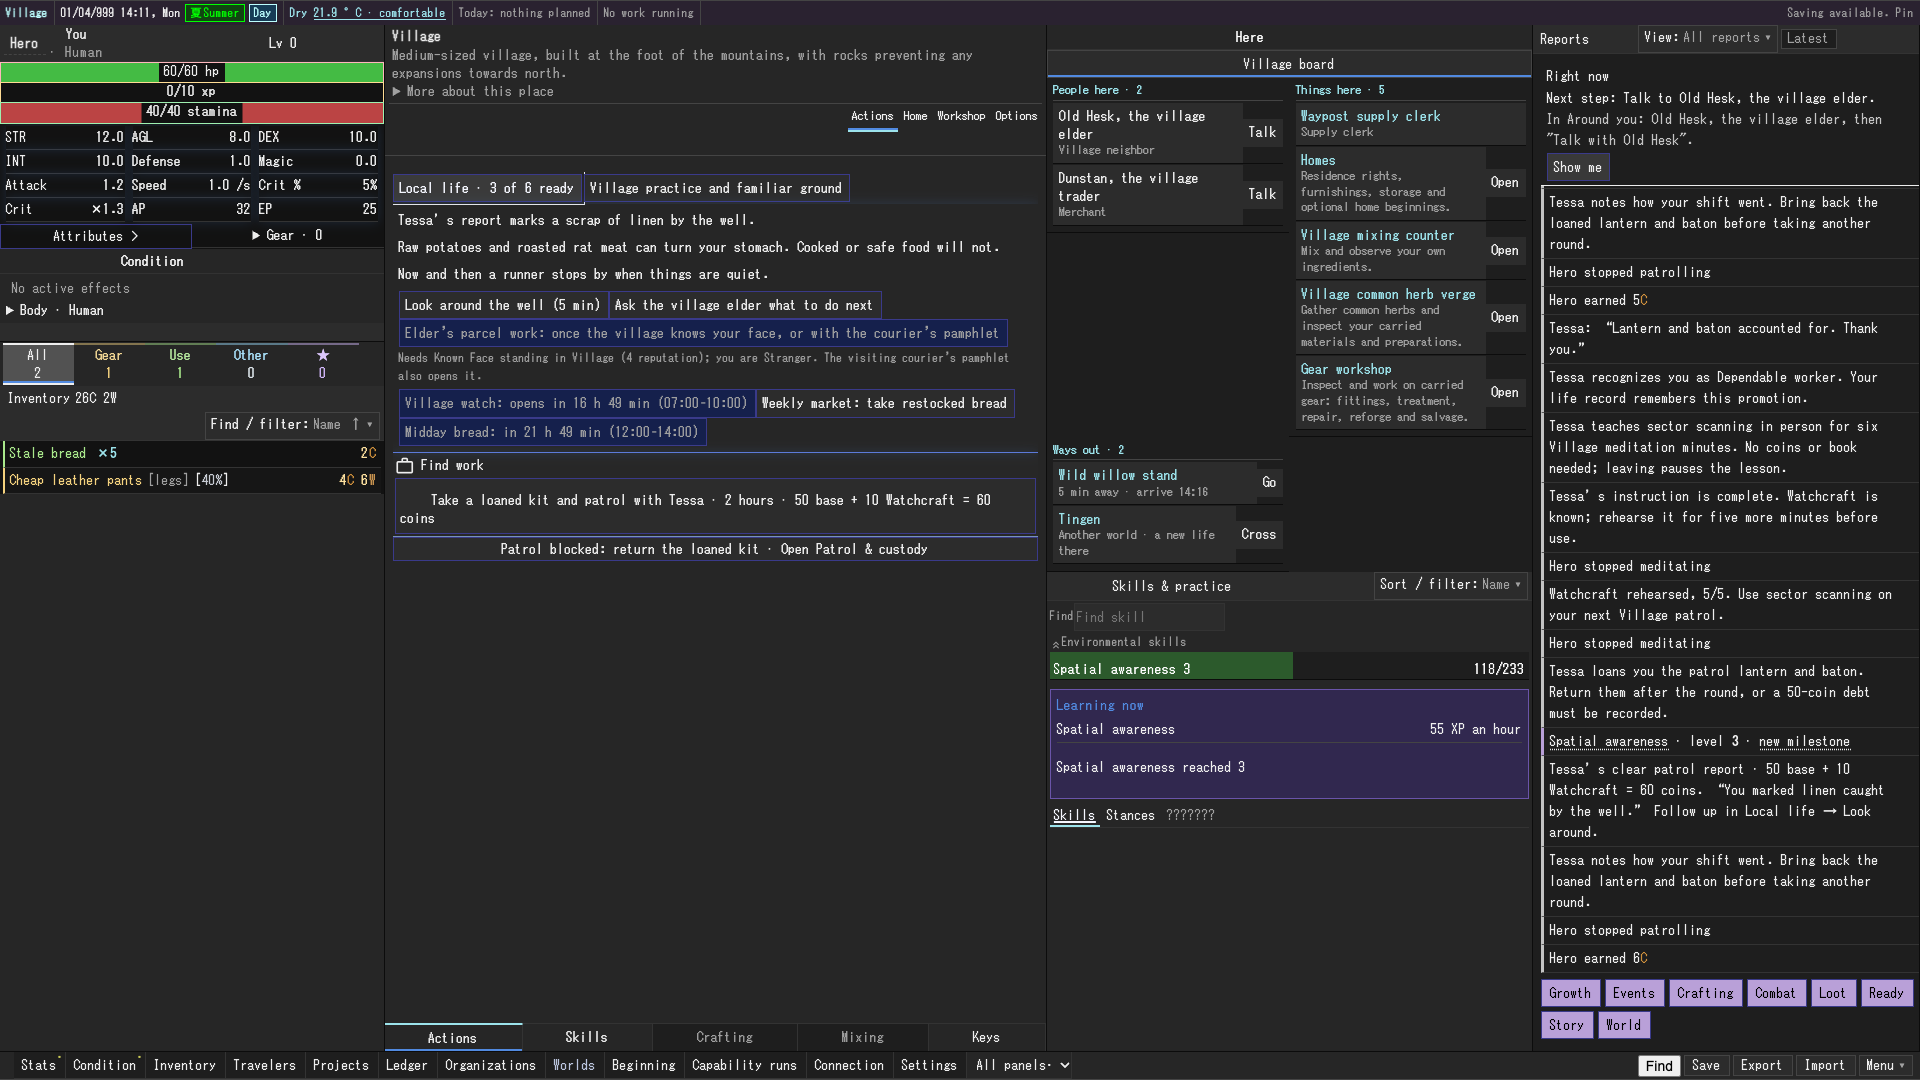 Village 01/04/999 14:11, Mon 夏Summer Day Dry 21.9 ° C · comfortable Today: nothing planned No work running Saving available. Pin
Hero · You Human Lv 0
60/60 hp
0/10 xp
40/40 stamina
STR 12.0 AGL 8.0 DEX 10.0
INT 10.0 Defense 1.0 Magic 0.0
Attack 1.2 Speed 1.0 /s Crit % 5%
Crit ×1.3 AP 32 EP 25
Attributes > ▶ Gear · 0
Condition
No active effects
▶ Body · Human
All 2 Gear 1 Use 1 Other 0 ★ 0
Inventory 26C 2W
Find / filter: Name ↑ ▾
Stale bread ×5 2C
Cheap leather pants [legs] [40%] 4C 6W
Village
Medium-sized village, built at the foot of the mountains, with rocks preventing any
expansions towards north.
▶ More about this place
Actions Home Workshop Options
Local life · 3 of 6 ready Village practice and familiar ground
Tessa's report marks a scrap of linen by the well.
Raw potatoes and roasted rat meat can turn your stomach. Cooked or safe food will not.
Now and then a runner stops by when things are quiet.
Look around the well (5 min) Ask the village elder what to do next
Elder's parcel work: once the village knows your face, or with the courier's pamphlet
Needs Known Face standing in Village (4 reputation); you are Stranger. The visiting courier's pamphlet
also opens it.
Village watch: opens in 16 h 49 min (07:00-10:00) Weekly market: take restocked bread
Midday bread: in 21 h 49 min (12:00-14:00)
Find work
Take a loaned kit and patrol with Tessa · 2 hours · 50 base + 10 Watchcraft = 60
coins
Patrol blocked: return the loaned kit · Open Patrol & custody
Actions Skills Crafting Mixing Keys
Here
Village board
People here · 2
Old Hesk, the village
elder
Village neighbor
Talk
Dunstan, the village
trader
Merchant
Talk
Things here · 5
Waypost supply clerk
Supply clerk
Homes
Residence rights,
furnishings, storage and
optional home beginnings.
Open
Village mixing counter
Mix and observe your own
ingredients.
Open
Village common herb verge
Gather common herbs and
inspect your carried
materials and preparations.
Open
Gear workshop
Inspect and work on carried
gear: fittings, treatment,
repair, reforge and salvage.
Open
Ways out · 2
Wild willow stand
5 min away · arrive 14:16
Go
Tingen
Another world · a new life
there
Cross
Skills & practice Sort / filter: Name ▾
Find Find skill
Environmental skills
Spatial awareness 3 118/233
Learning now
Spatial awareness 55 XP an hour
Spatial awareness reached 3
Skills Stances ???????
Reports View: All reports ▾ Latest
Right now
Next step: Talk to Old Hesk, the village elder.
In Around you: Old Hesk, the village elder, then
"Talk with Old Hesk".
Show me
Tessa notes how your shift went. Bring back the
loaned lantern and baton before taking another
round.
Hero stopped patrolling
Hero earned 5C
Tessa: “Lantern and baton accounted for. Thank
you.”
Tessa recognizes you as Dependable worker. Your
life record remembers this promotion.
Tessa teaches sector scanning in person for six
Village meditation minutes. No coins or book
needed; leaving pauses the lesson.
Tessa's instruction is complete. Watchcraft is
known; rehearse it for five more minutes before
use.
Hero stopped meditating
Watchcraft rehearsed, 5/5. Use sector scanning on
your next Village patrol.
Hero stopped meditating
Tessa loans you the patrol lantern and baton.
Return them after the round, or a 50-coin debt
must be recorded.
Spatial awareness · level 3 · new milestone
Tessa's clear patrol report · 50 base + 10
Watchcraft = 60 coins. “You marked linen caught
by the well.” Follow up in Local life → Look
around.
Tessa notes how your shift went. Bring back the
loaned lantern and baton before taking another
round.
Hero stopped patrolling
Hero earned 6C
Growth Events Crafting Combat Loot Ready
Story World
Stats Condition Inventory Travelers Projects Ledger Organizations Worlds Beginning Capability runs Connection Settings All panels· Find Save Export Import Menu ▾